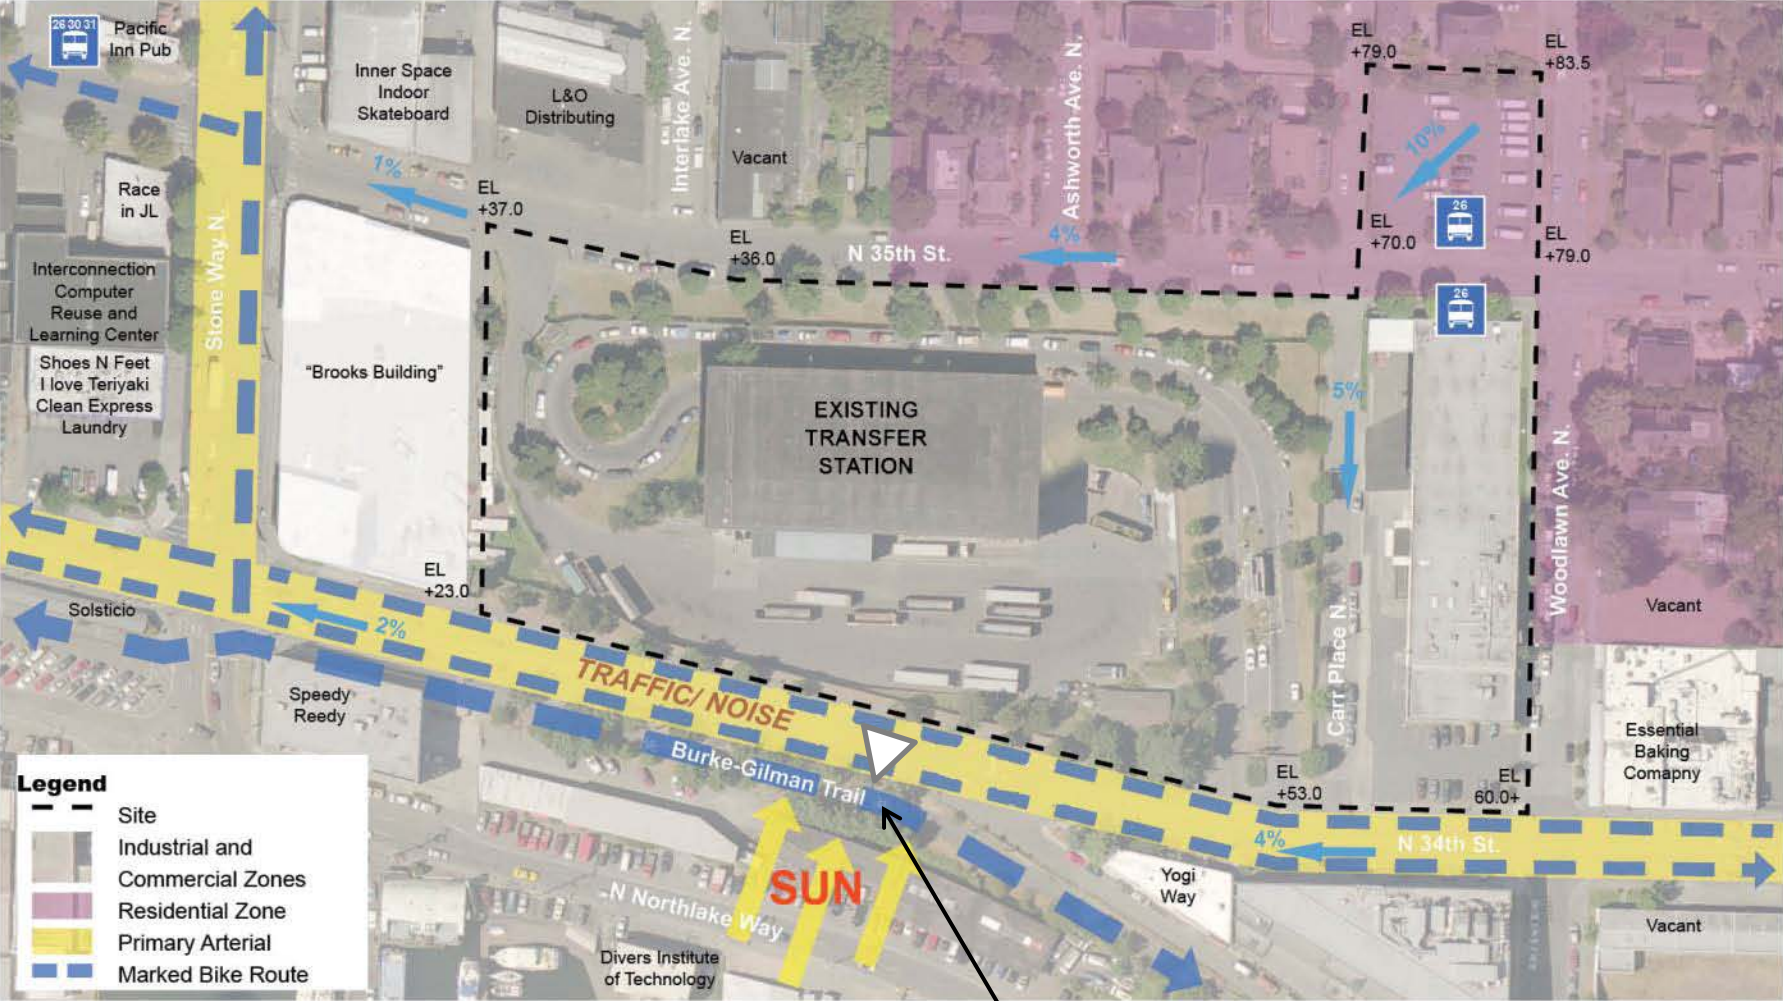 26 30 31
Pacific
Inn Pub
Inner Space
Indoor
Skateboard
L&O
Distributing
Interlake Ave. N.
Vacant
Ashworth Ave. N.
EL
+79.0
EL
+83.5
10%
Race
in JL
1%
EL
+37.0
EL
+36.0
N 35th St.
4%
EL
+70.0
26
EL
+79.0
26
Interconnection
Computer
Reuse and
Learning Center
Shoes N Feet
I love Teriyaki
Clean Express
Laundry
Stone Way N.
"Brooks Building"
EXISTING
TRANSFER
STATION
5%
Woodlawn Ave. N.
EL
+23.0
Solsticio
2%
Vacant
TRAFFIC/ NOISE
Carr Place N.
Speedy
Reedy
Burke-Gilman Trail
Essential
Baking
Comapny
EL
+53.0
EL
60.0+
4%
N 34th St.
SUN
Yogi
Way
N Northlake Way
Vacant
Divers Institute
of Technology
Legend
Site
Industrial and
Commercial Zones
Residential Zone
Primary Arterial
Marked Bike Route